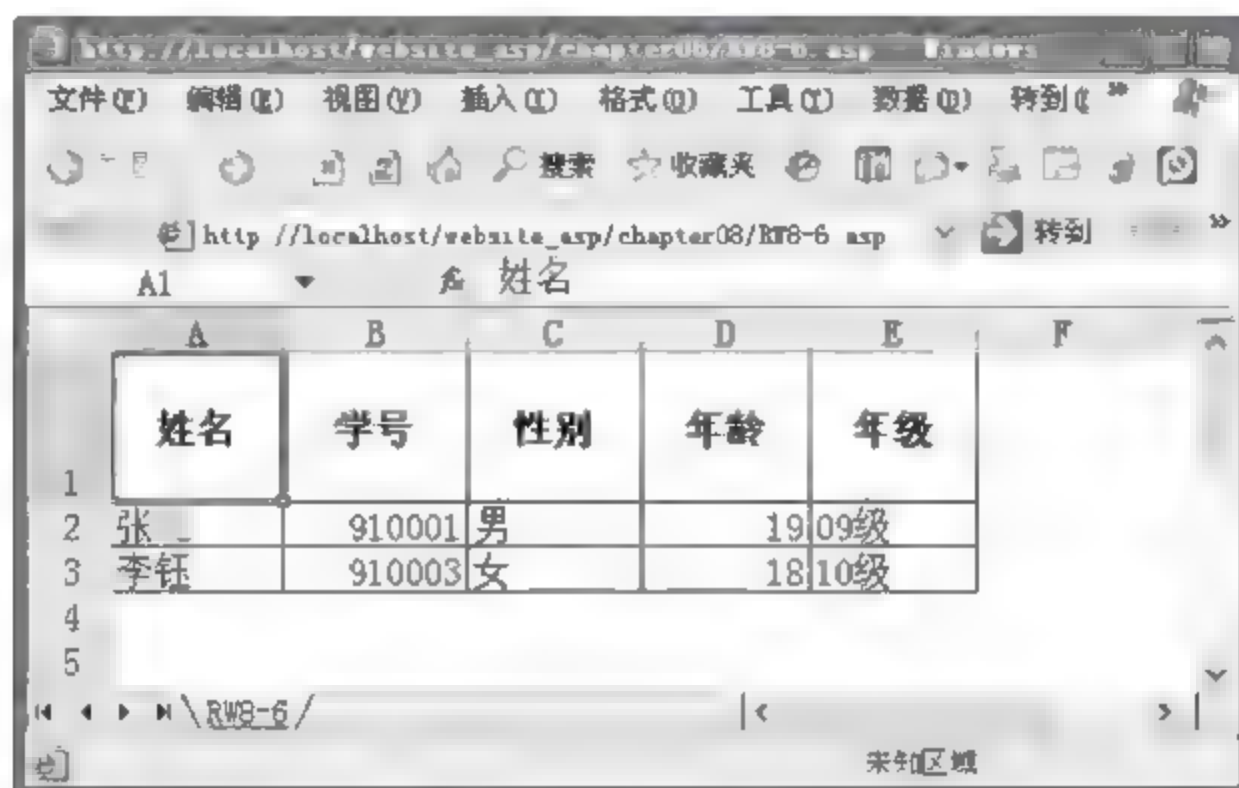 http://localhost/website_asp/chapter08/RW8-6.asp - Windows
文件(F) 编辑(E) 视图(V) 插入(I) 格式(O) 工具(T) 数据(D) 转到( »
搜索 收藏夹
http //localhost/website_asp/chapter08/RW8-6 asp 转到 »
A1 fx 姓名
A B C D E F
1 姓名 学号 性别 年龄 年级
2 张 910001 男 19 09级
3 李钰 910003 女 18 10级
4
5
RW8-6
未知区域